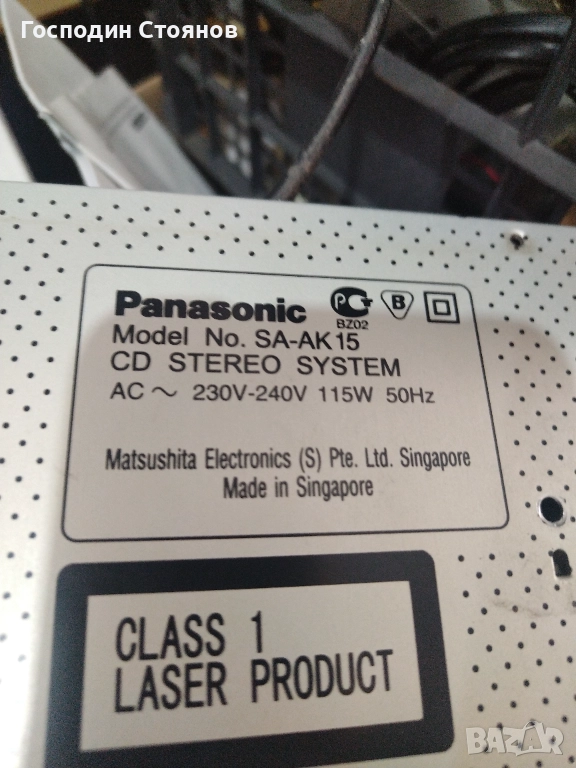 Господин Стоянов
Panasonic
BZ02
B
Model No. SA-AK15
CD STEREO SYSTEM
AC ~ 230V-240V 115W 50Hz
Matsushita Electronics (S) Pte. Ltd. Singapore
Made in Singapore
CLASS 1
LASER PRODUCT
BAZAR